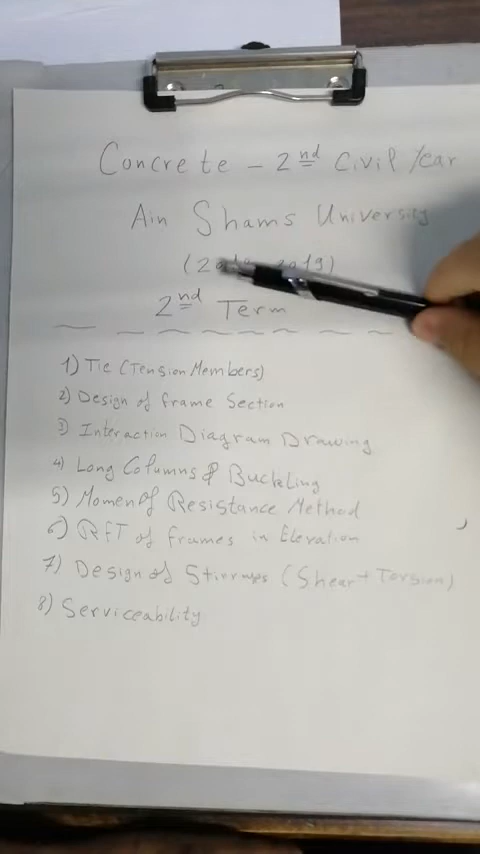 Concrete - 2nd Civil Year
Ain Shams University
2019)
2nd Term
1) Tie (Tension Members)
2) Design of frame Section
3) Interaction Diagram Drawing
4) Long Columns & Buckling
5) Moment of Resistance Method
6) RFT of frames in Elevation
7) Design of Stirrups (Shear + Torsion)
8) Serviceability